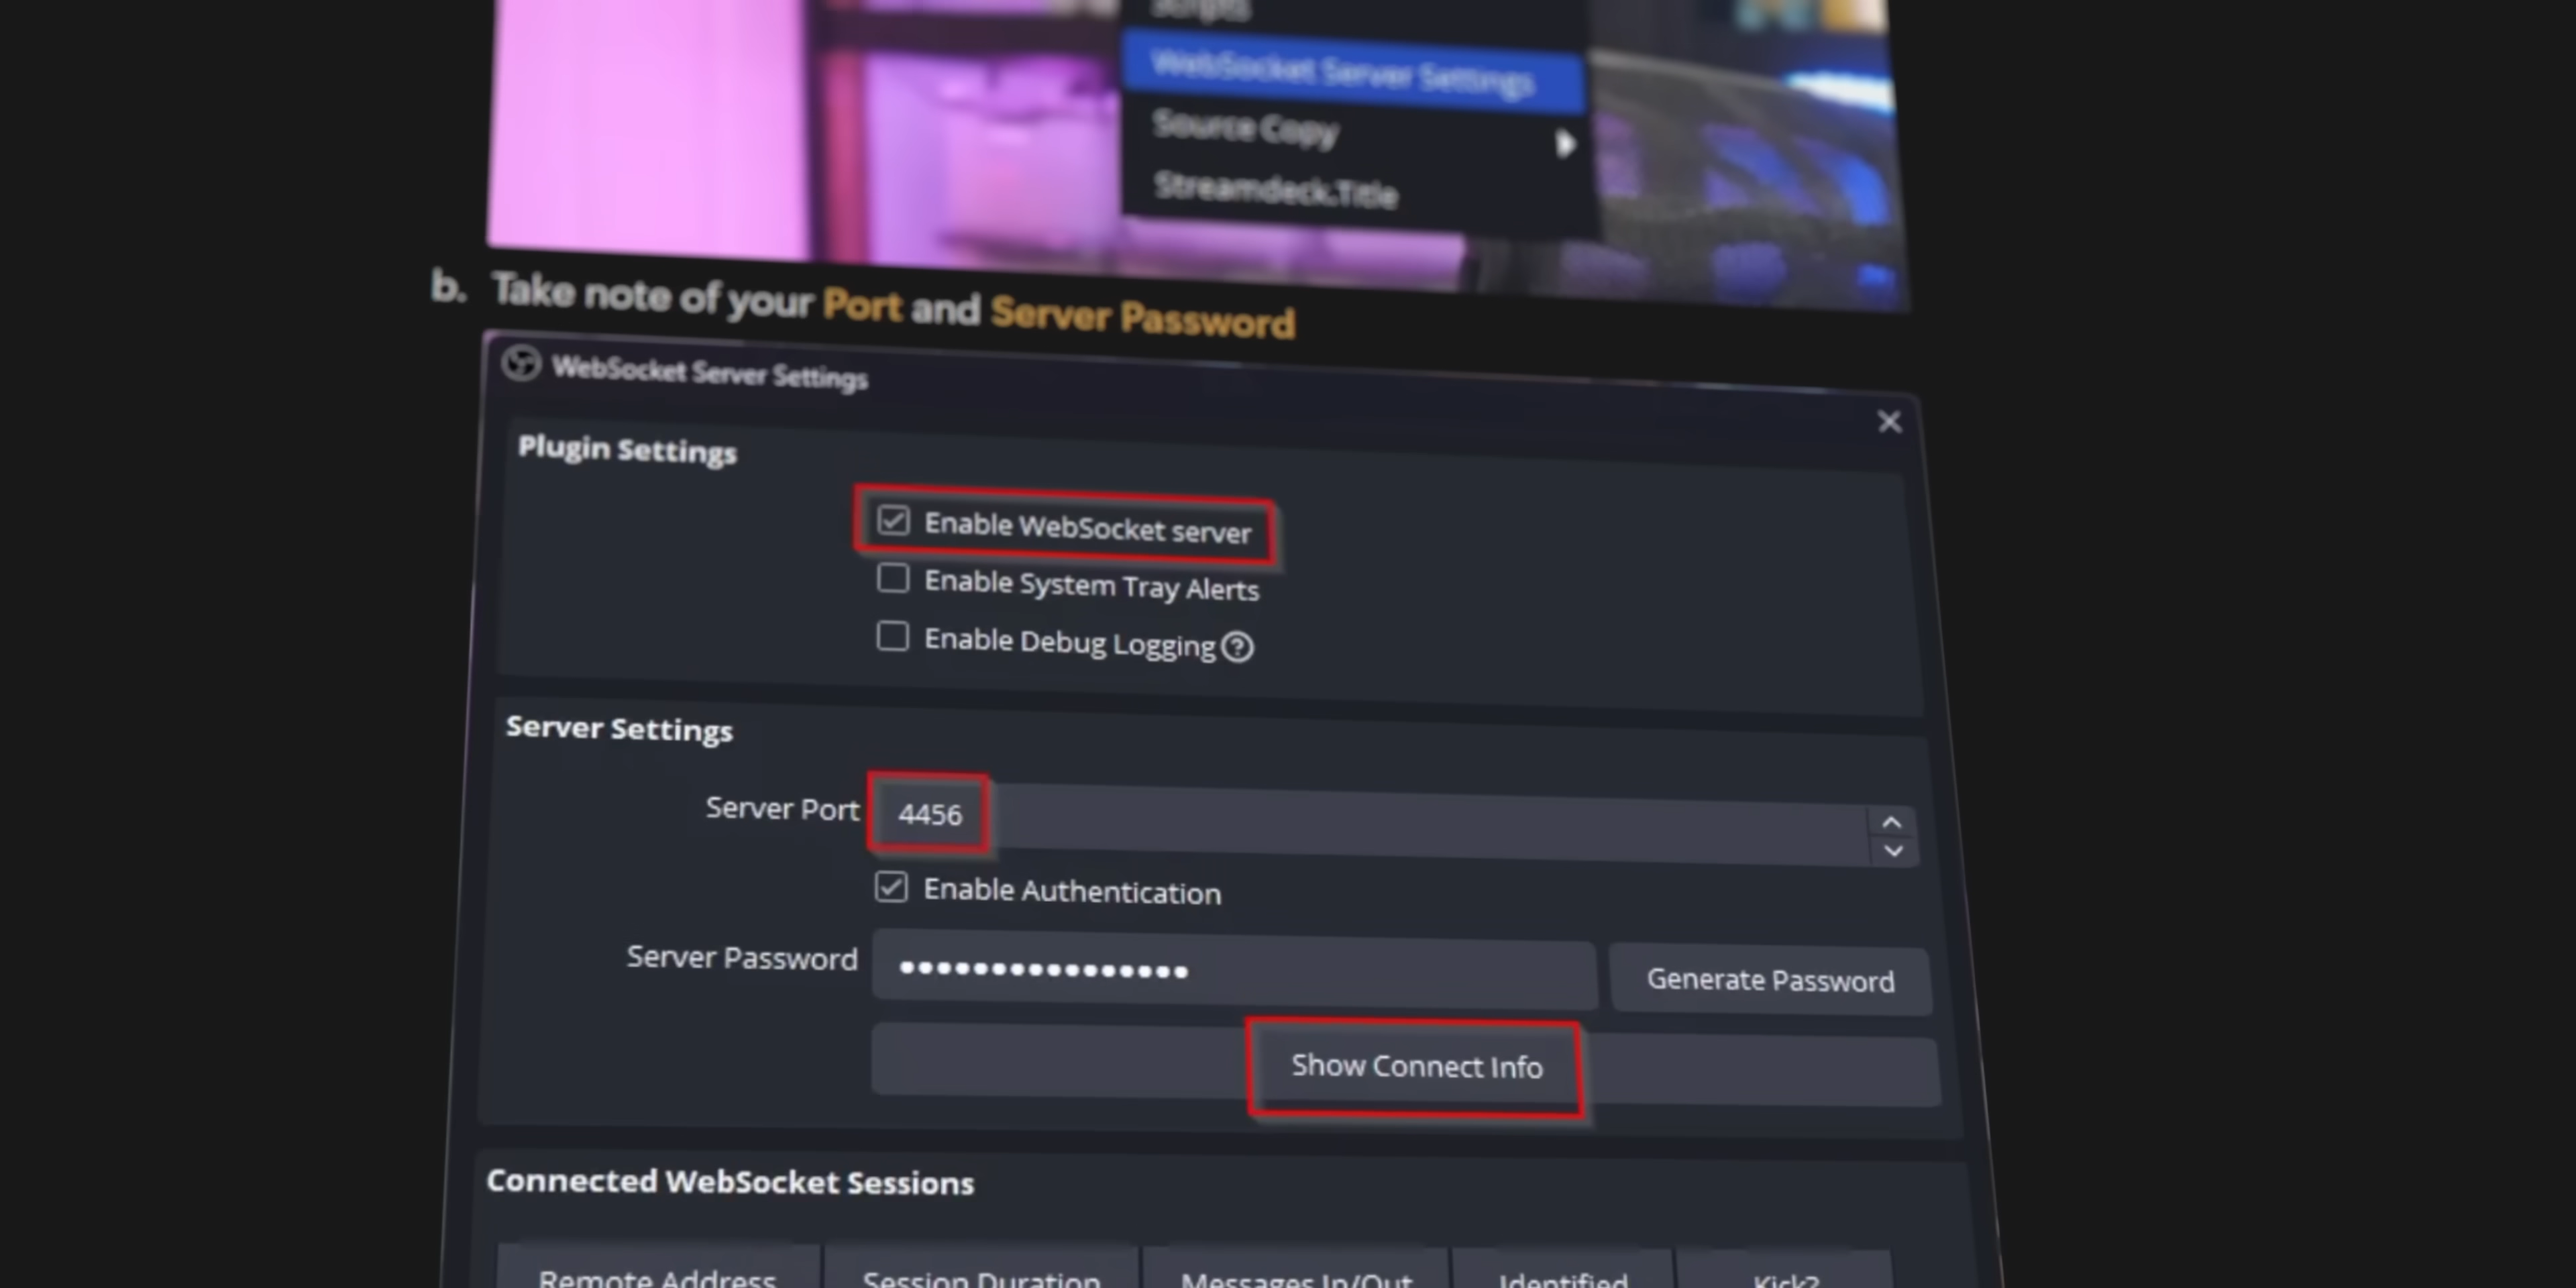 Scripts
WebSocket Server Settings
Source Copy
Streamdeck.Title
b. Take note of your Port and Server Password
WebSocket Server Settings
Plugin Settings
Enable WebSocket server
Enable System Tray Alerts
Enable Debug Logging ?
Server Settings
Server Port 4456
Enable Authentication
Server Password Generate Password
Show Connect Info
Connected WebSocket Sessions
Remote Address Session Duration Messages In/Out Identified Kick?